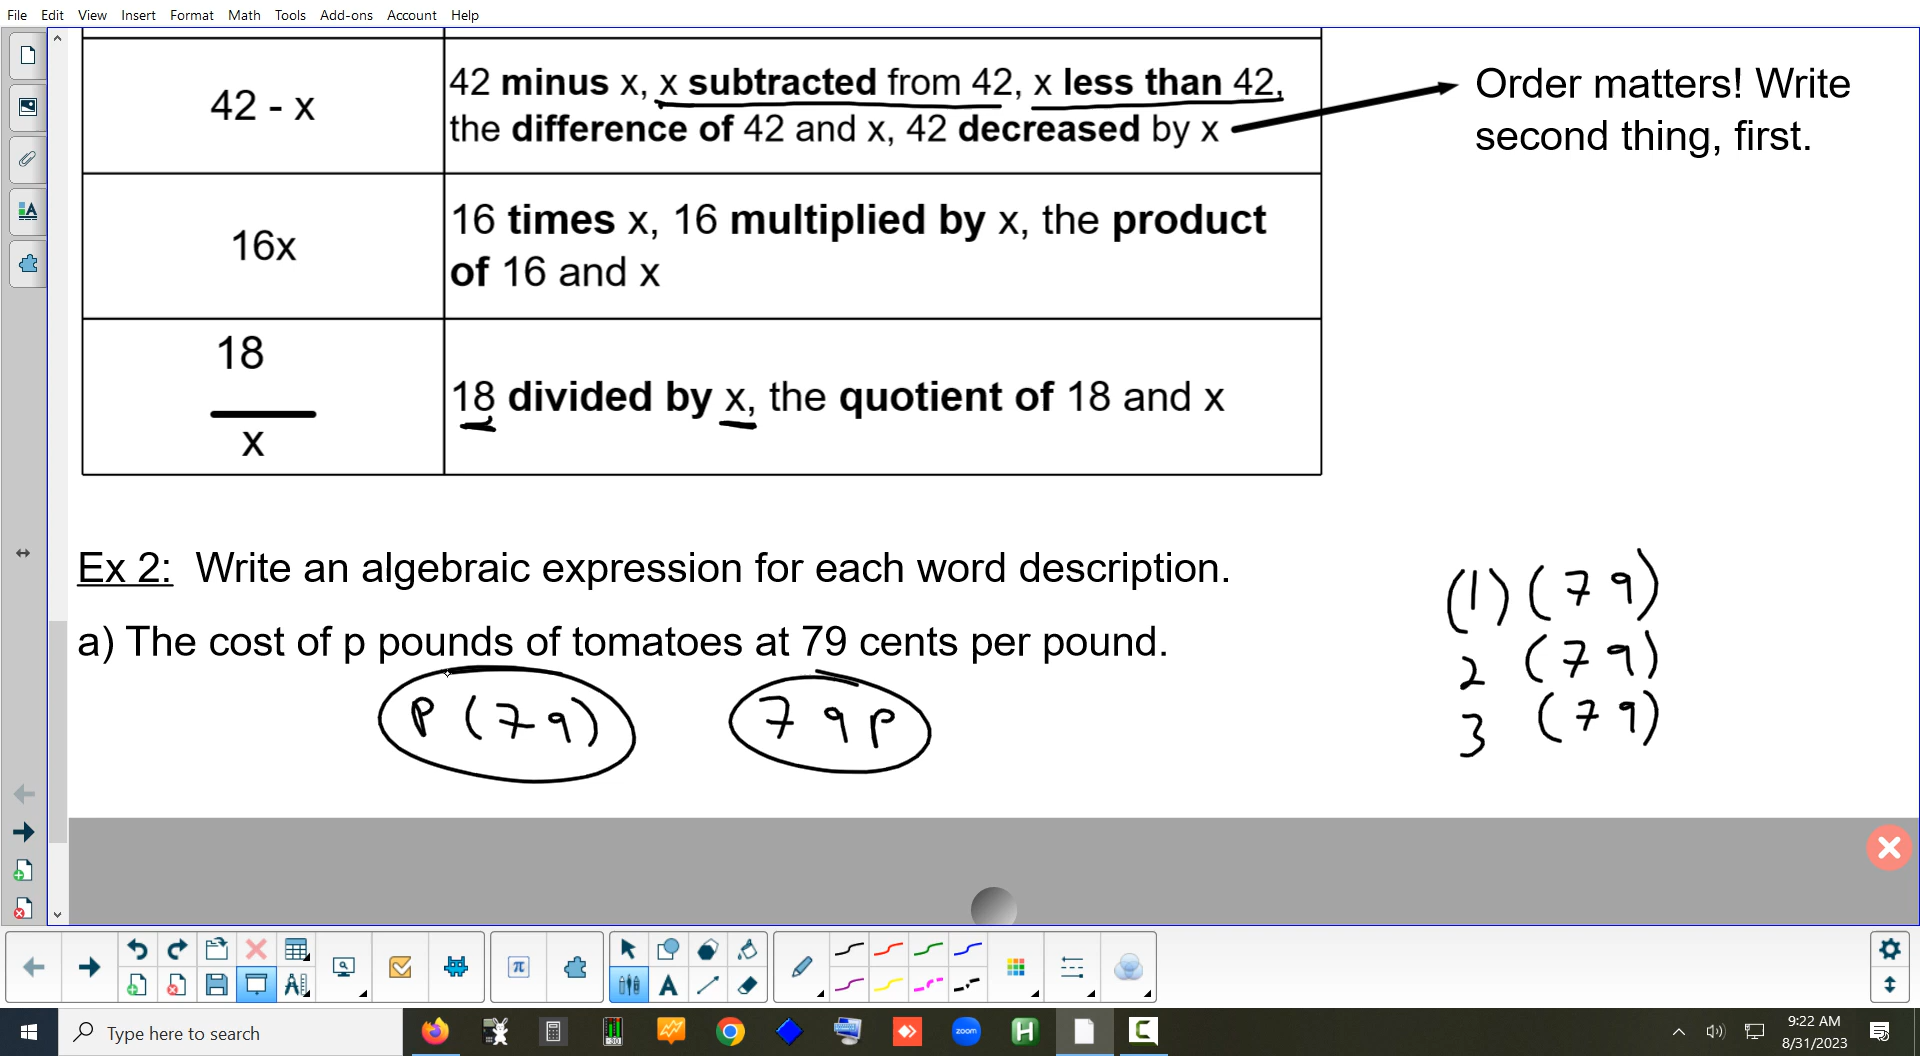 File Edit View Insert Format Math Tools Add-ons Account Help
42 - x
42 minus x, x subtracted from 42, x less than 42,
the difference of 42 and x, 42 decreased by x
Order matters! Write
second thing, first.
16x
16 times x, 16 multiplied by x, the product
of 16 and x
18
x
18 divided by x, the quotient of 18 and x
Ex 2: Write an algebraic expression for each word description.
(1) (79)
a) The cost of p pounds of tomatoes at 79 cents per pound.
2 (79)
P (79) 79P
3 (79)
π
A
Type here to search
zoom
H
C
9:22 AM
8/31/2023